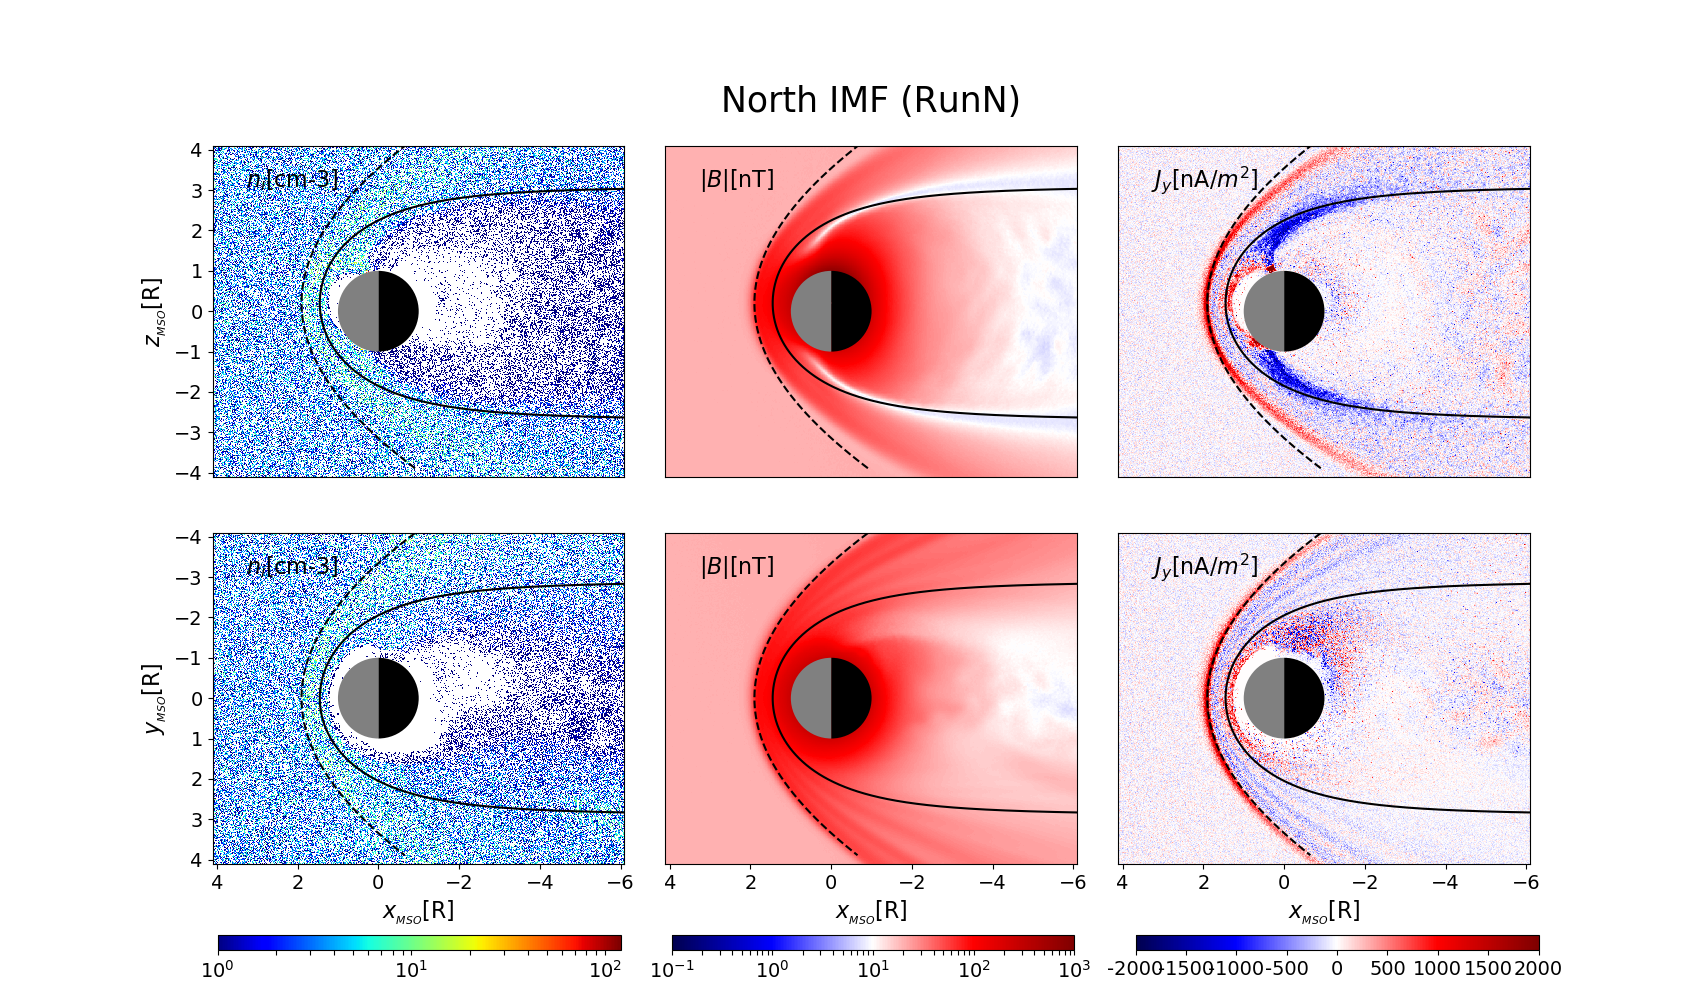 North IMF (RunN)
n_i[cm-3]
|B|[nT]
J_y[nA/m^2]
4
3
2
1
0
−1
−2
−3
−4
z_MSO[R]
n_i[cm-3]
|B|[nT]
J_y[nA/m^2]
−4
−3
−2
−1
0
1
2
3
4
y_MSO[R]
4 2 0 −2 −4 −6
4 2 0 −2 −4 −6
4 2 0 −2 −4 −6
x_MSO[R]
x_MSO[R]
x_MSO[R]
10^0 10^1 10^2
10^−1 10^0 10^1 10^2 10^3
-2000 -1500 -1000 -500 0 500 1000 1500 2000